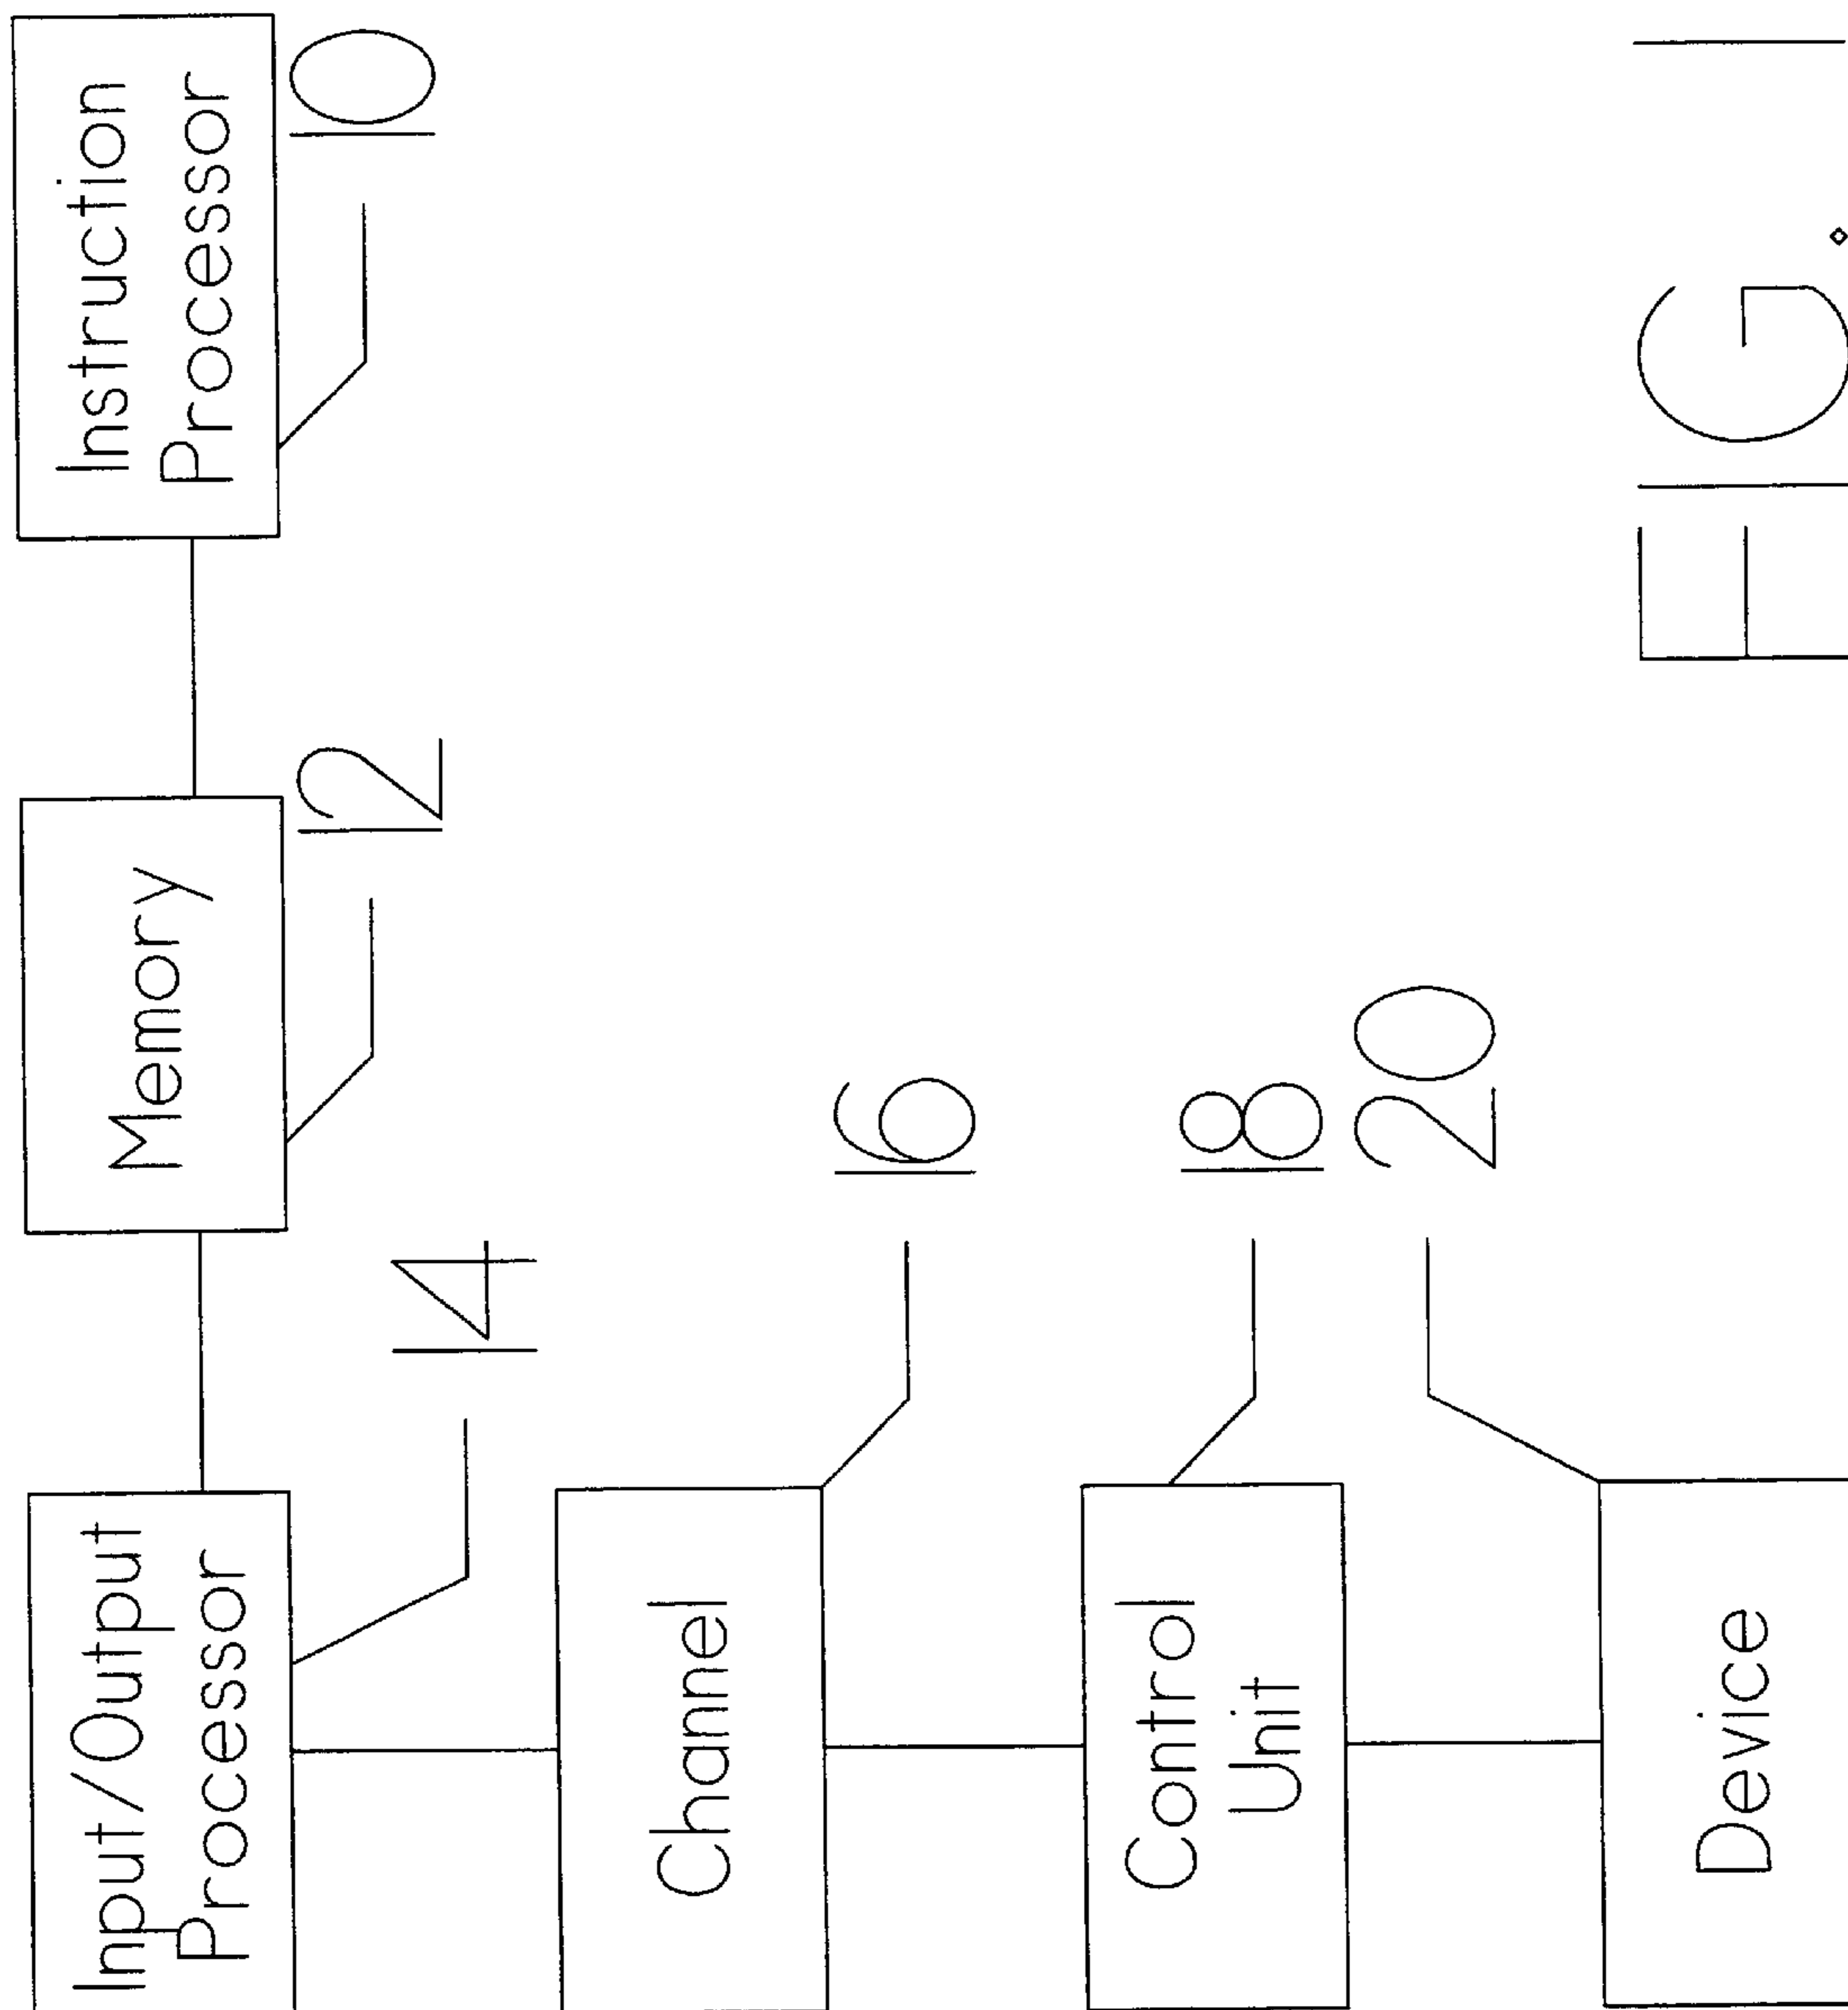 Input/Output
Processor
Memory
Instruction
Processor
14
12
10
Channel
16
Control
Unit
18
20
Device
FIG. 1